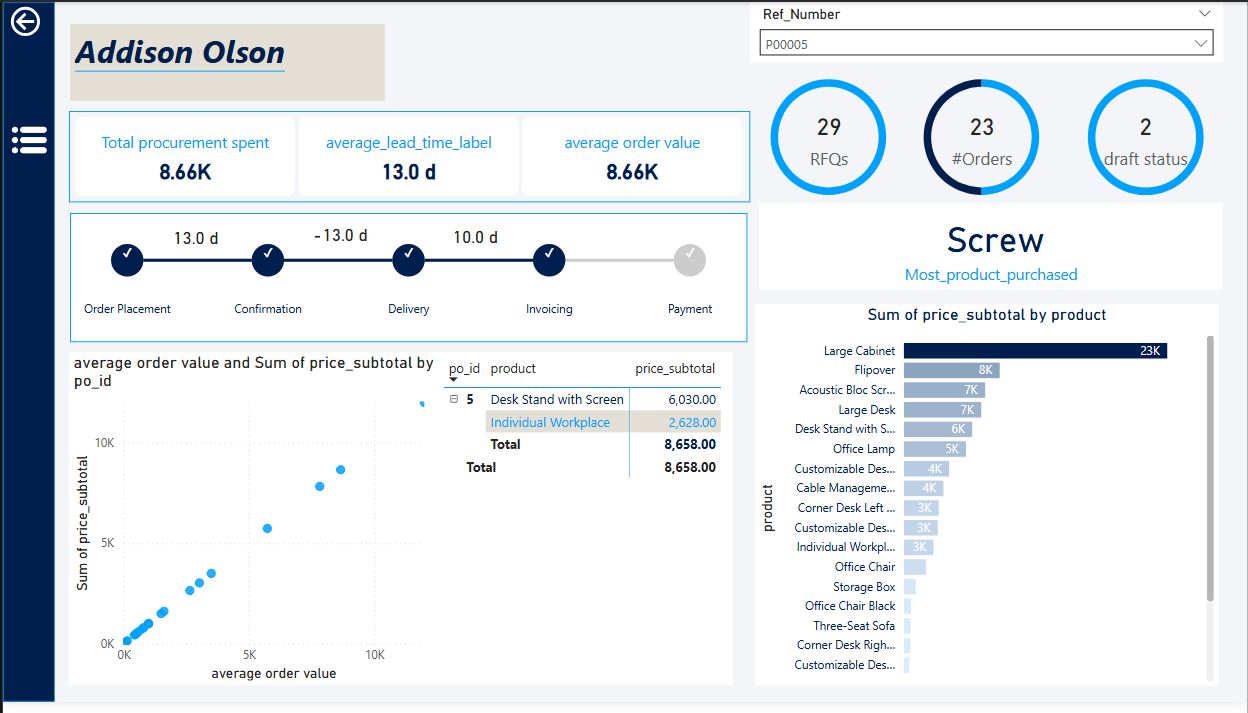 Addison Olson
Ref_Number
P00005
Total procurement spent
8.66K
average_lead_time_label
13.0 d
average order value
8.66K
29
RFQs
23
#Orders
2
draft status
13.0 d
-13.0 d
10.0 d
Order Placement
Confirmation
Delivery
Invoicing
Payment
Screw
Most_product_purchased
average order value and Sum of price_subtotal by
po_id
Sum of price_subtotal
10K
5K
0K
0K
5K
10K
average order value
po_id product price_subtotal
5 Desk Stand with Screen 6,030.00
Individual Workplace 2,628.00
Total 8,658.00
Total 8,658.00
Sum of price_subtotal by product
product
Large Cabinet 23K
Flipover 8K
Acoustic Bloc Scr... 7K
Large Desk 7K
Desk Stand with S... 6K
Office Lamp 5K
Customizable Des... 4K
Cable Manageme... 4K
Corner Desk Left ... 3K
Customizable Des... 3K
Individual Workpl... 3K
Office Chair
Storage Box
Office Chair Black
Three-Seat Sofa
Corner Desk Righ...
Customizable Des...